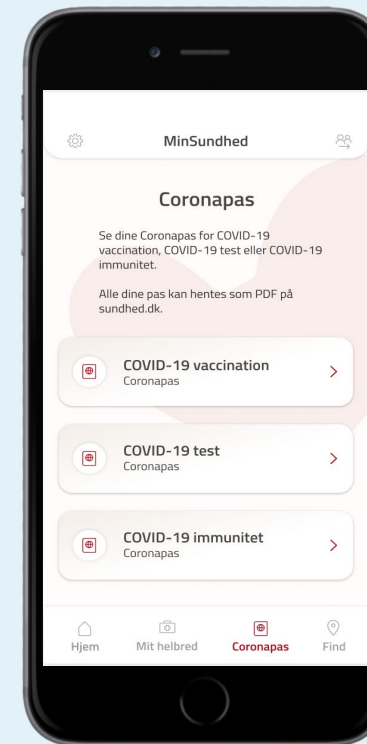 MinSundhed
Coronapas
Se dine Coronapas for COVID-19
vaccination, COVID-19 test eller COVID-19
immunitet.
Alle dine pas kan hentes som PDF på
sundhed.dk.
COVID-19 vaccination
Coronapas
COVID-19 test
Coronapas
COVID-19 immunitet
Coronapas
Hjem
Mit helbred
Coronapas
Find